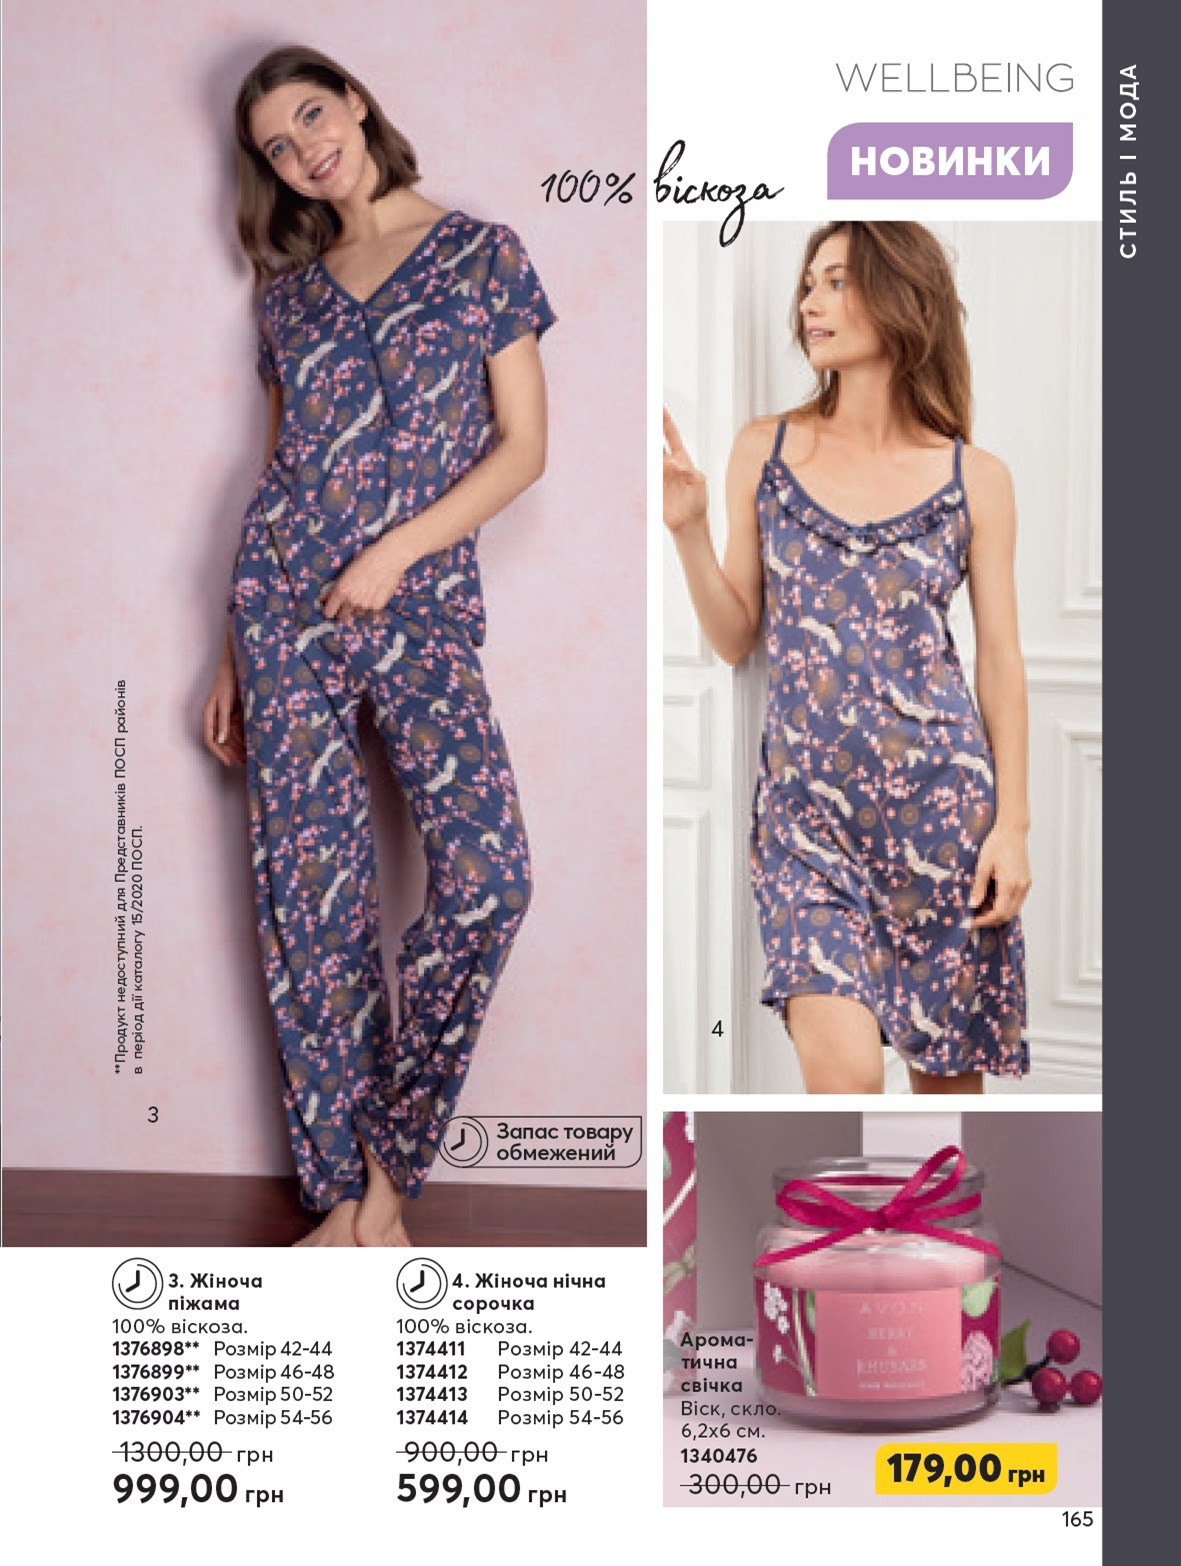 WELLBEING
НОВИНКИ
СТИЛЬ І МОДА
100% віскоза
**Продукт недоступний для Представників ПОСП районів
в період дії каталогу 15/2020 ПОСП.
3
4
Запас товару
обмежений
3. Жіноча
піжама
100% віскоза.
1376898** Розмір 42-44
1376899** Розмір 46-48
1376903** Розмір 50-52
1376904** Розмір 54-56
1300,00 грн
999,00 грн
4. Жіноча нічна
сорочка
100% віскоза.
1374411 Розмір 42-44
1374412 Розмір 46-48
1374413 Розмір 50-52
1374414 Розмір 54-56
900,00 грн
599,00 грн
AVON
BERRY
&
RHUBARB
Арома-
тична
свічка
Віск, скло.
6,2х6 см.
1340476
300,00 грн
179,00 грн
165